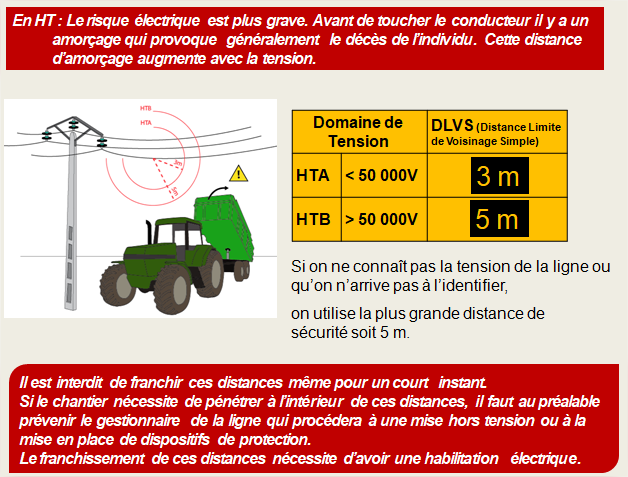 En HT : Le risque électrique est plus grave. Avant de toucher le conducteur il y a un
amorçage qui provoque généralement le décès de l'individu. Cette distance
d'amorçage augmente avec la tension.
HTB
HTA
3m
5m
Domaine de
Tension
DLVS (Distance Limite
de Voisinage Simple)
HTA < 50 000V 3 m
HTB > 50 000V 5 m
Si on ne connaît pas la tension de la ligne ou
qu'on n'arrive pas à l'identifier,
on utilise la plus grande distance de
sécurité soit 5 m.
Il est interdit de franchir ces distances même pour un court instant.
Si le chantier nécessite de pénétrer à l'intérieur de ces distances, il faut au préalable
prévenir le gestionnaire de la ligne qui procédera à une mise hors tension ou à la
mise en place de dispositifs de protection.
Le franchissement de ces distances nécessite d'avoir une habilitation électrique.